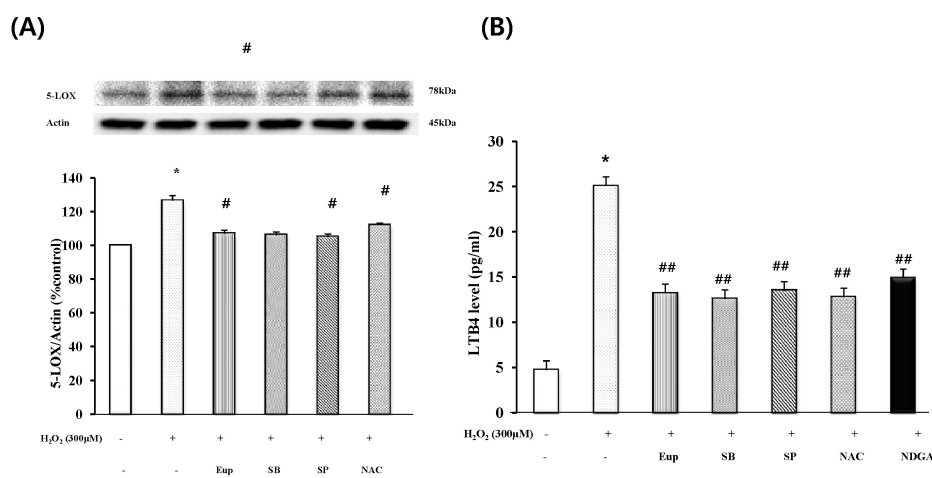 (A)
#
5-LOX 78kDa
Actin 45kDa
5-LOX/Actin (%control)
140
120
100
80
60
40
20
0
*
#
#
#
H₂O₂ (300μM) - + + + + +
- - Eup SB SP NAC
(B)
LTB4 level (pg/ml)
30
25
20
15
10
5
0
*
##
##
##
##
##
H₂O₂ (300μM) - + + + + + +
- - Eup SB SP NAC NDGA